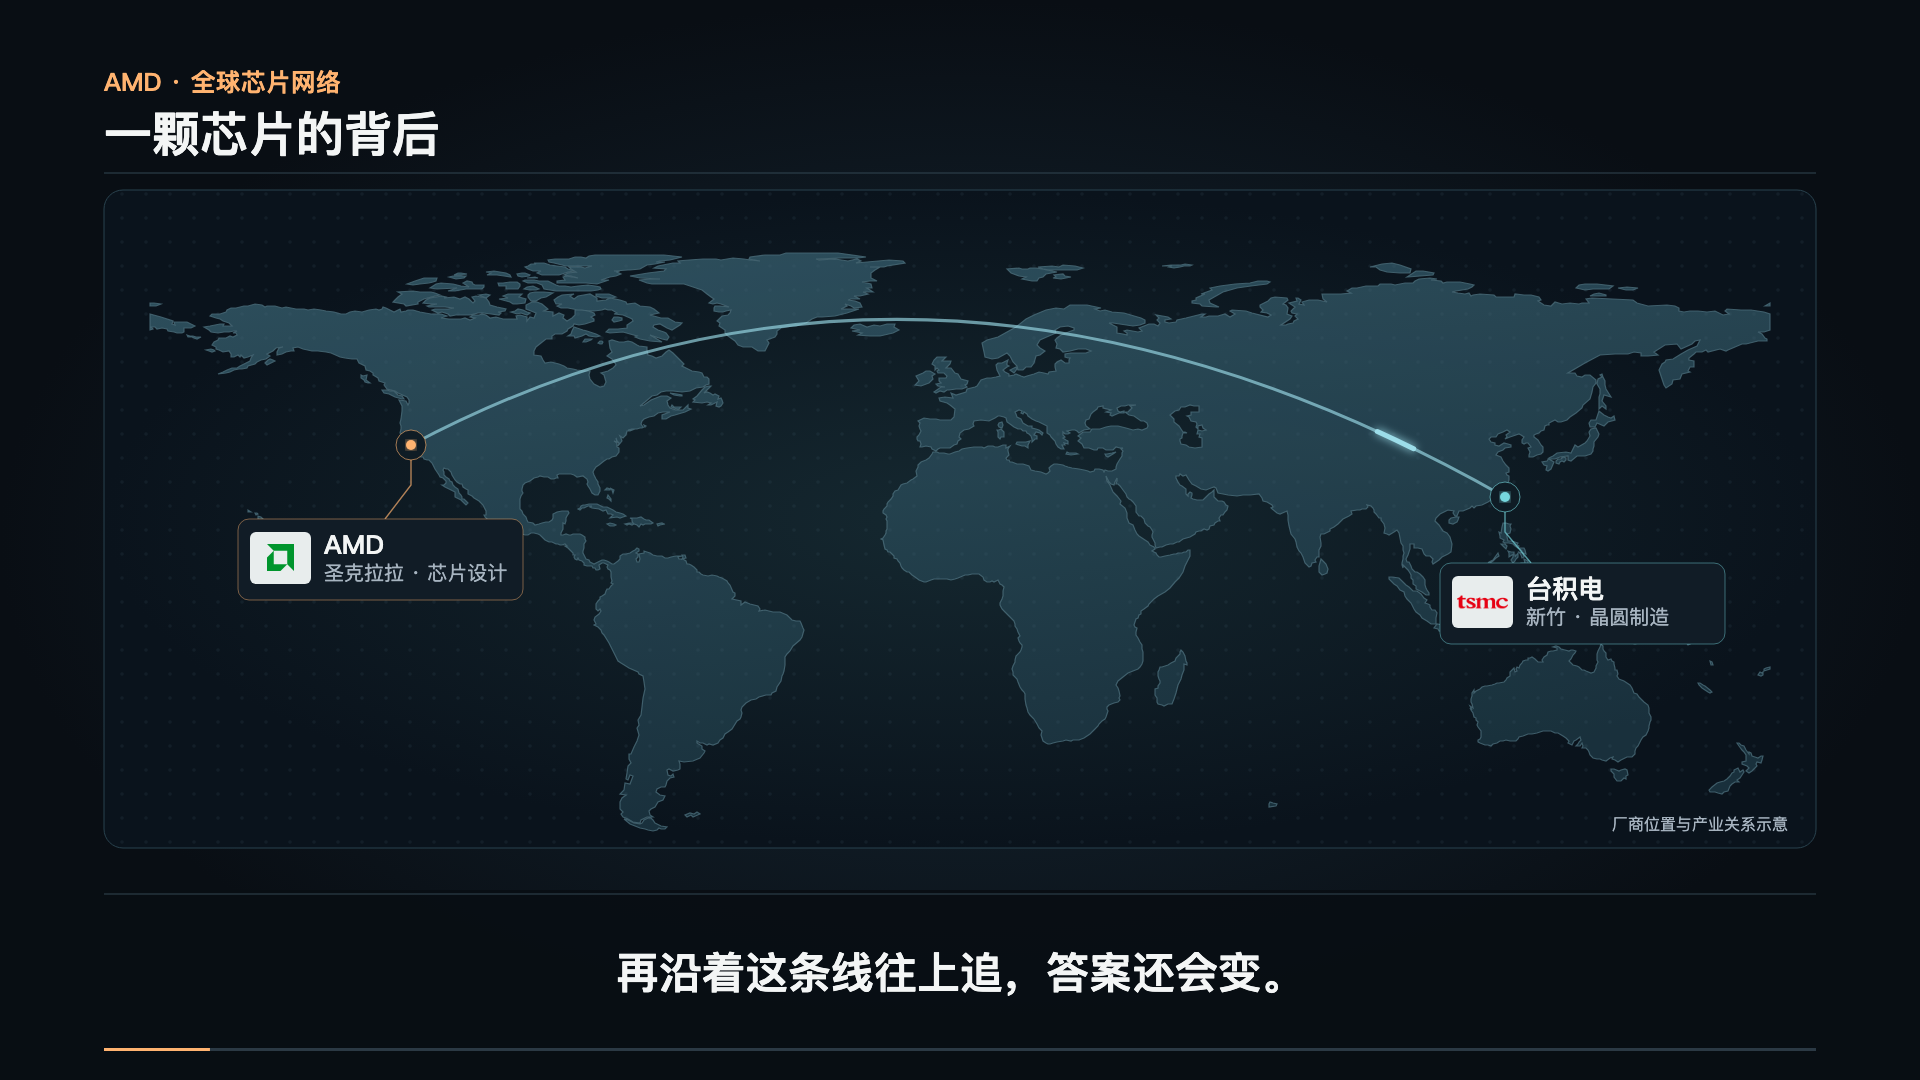 AMD · 全球芯片网络
一颗芯片的背后
AMD
圣克拉拉 · 芯片设计
tsmc
台积电
新竹 · 晶圆制造
厂商位置与产业关系示意
再沿着这条线往上追，答案还会变。